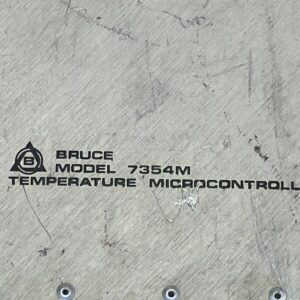 B
BRUCE
MODEL 7354M
TEMPERATURE MICROCONTROLL